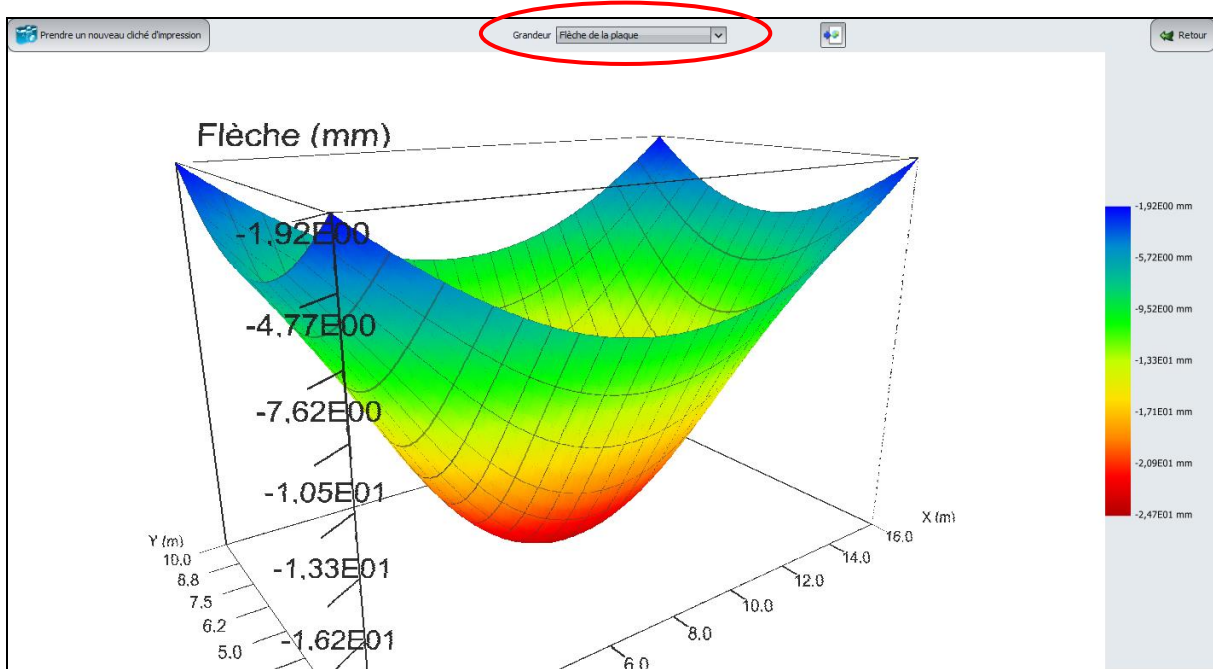 Prendre un nouveau cliché d'impression
Grandeur Flèche de la plaque
Retour
Flèche (mm)
-1,92E00
-4,77E00
-7,62E00
-1,05E01
-1,33E01
-1,62E01
Y (m)
10.0
8.8
7.5
6.2
5.0
X (m)
16.0
14.0
12.0
10.0
8.0
6.0
-1,92E00 mm
-5,72E00 mm
-9,52E00 mm
-1,33E01 mm
-1,71E01 mm
-2,09E01 mm
-2,47E01 mm